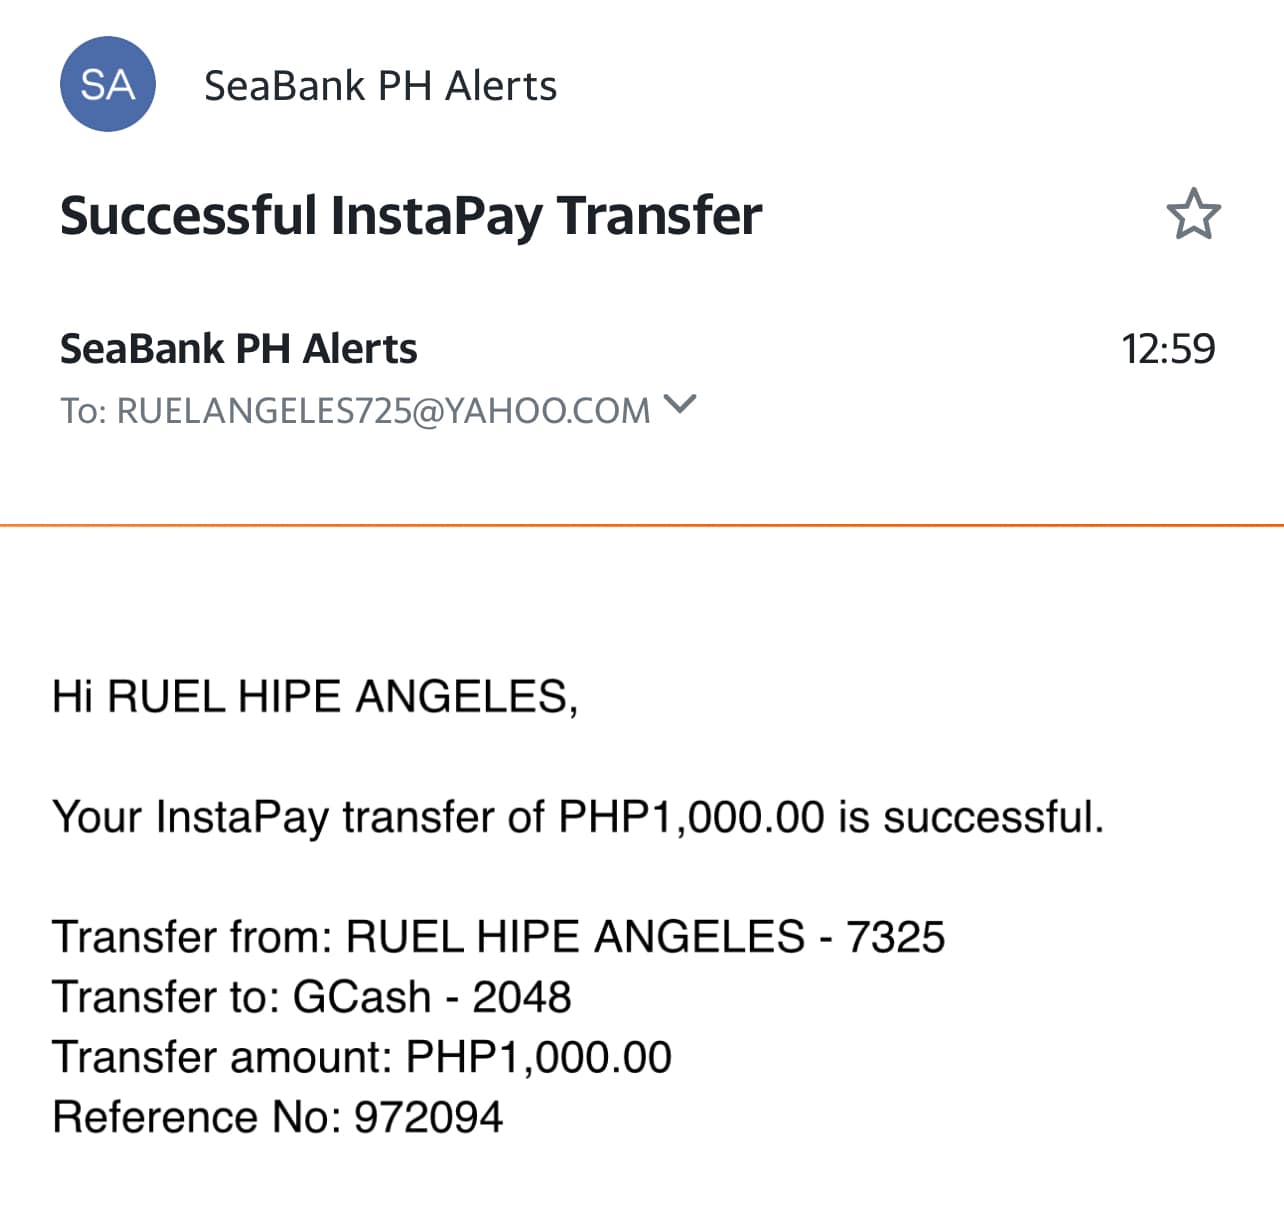 SA
SeaBank PH Alerts
Successful InstaPay Transfer
SeaBank PH Alerts
12:59
To: RUELANGELES725@YAHOO.COM
Hi RUEL HIPE ANGELES,
Your InstaPay transfer of PHP1,000.00 is successful.
Transfer from: RUEL HIPE ANGELES - 7325
Transfer to: GCash - 2048
Transfer amount: PHP1,000.00
Reference No: 972094